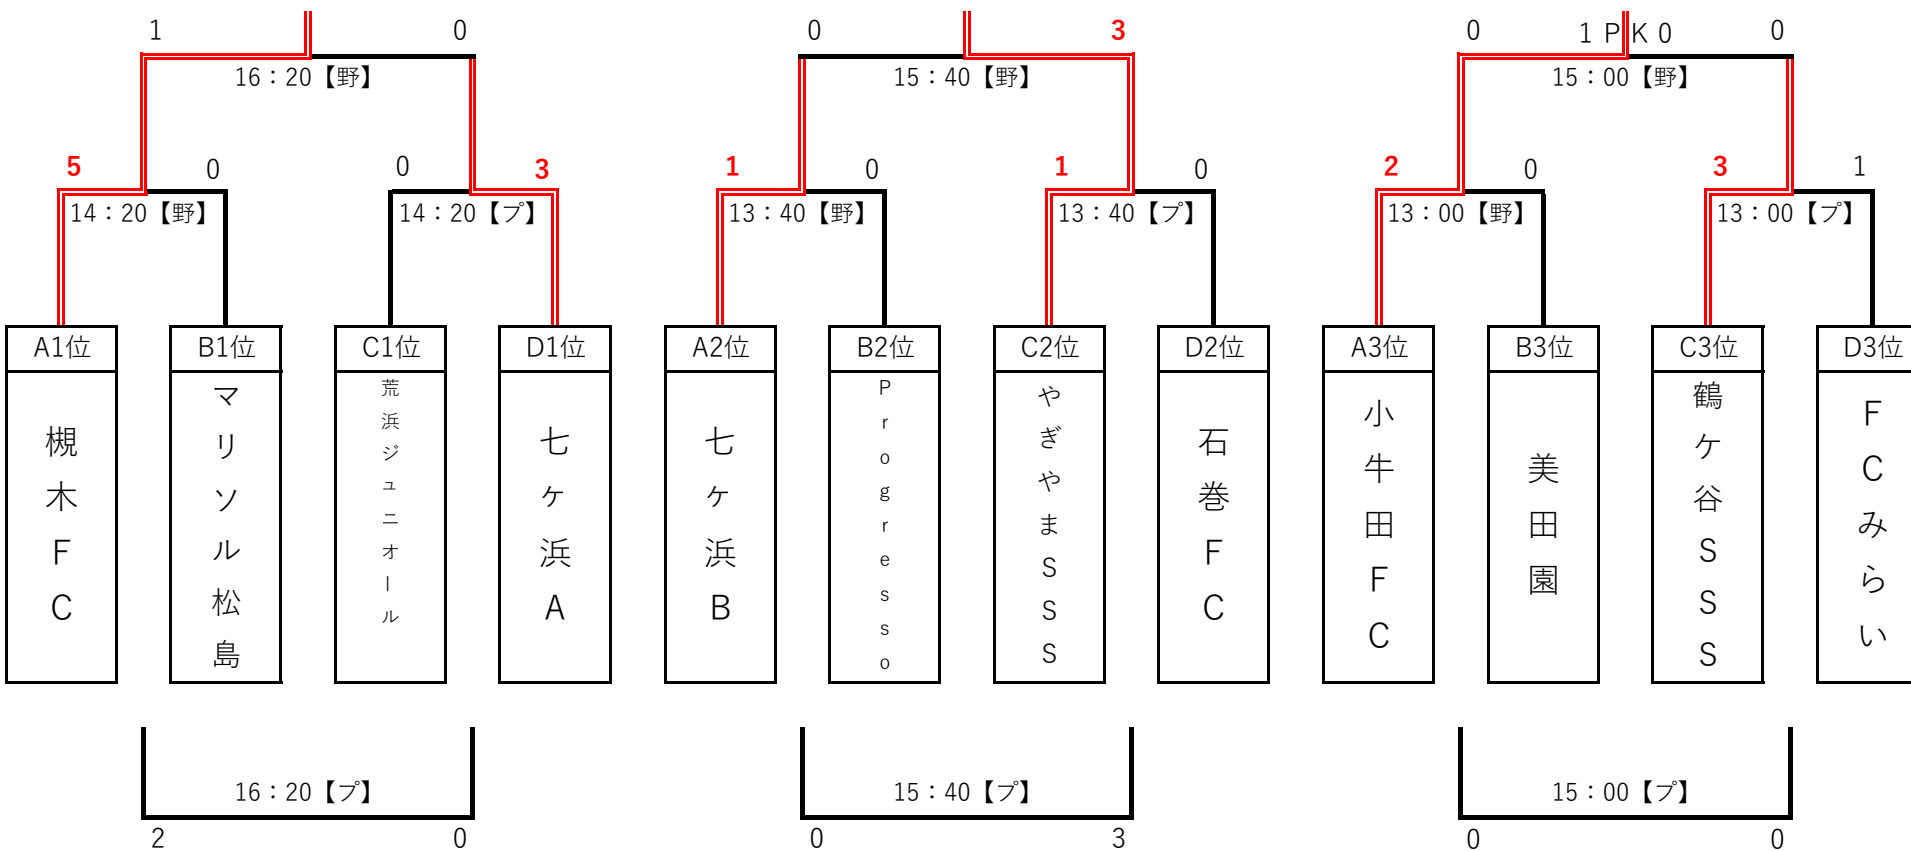 1 0 0 3 0 1 P K 0 0
16：20【野】 15：40【野】 15：00【野】
5 0 0 3 1 0 1 0 2 0 3 1
14：20【野】 14：20【プ】 13：40【野】 13：40【プ】 13：00【野】 13：00【プ】
A1位 B1位 C1位 D1位 A2位 B2位 C2位 D2位 A3位 B3位 C3位 D3位
槻木ＦＣ
マリソル松島
荒浜ジュニオール
七ヶ浜Ａ
七ヶ浜Ｂ
Ｐｒｏｇｒｅｓｓｏ
やぎやまＳＳＳ
石巻ＦＣ
小牛田ＦＣ
美田園
鶴ケ谷ＳＳＳ
ＦＣみらい
16：20【プ】 15：40【プ】 15：00【プ】
2 0 0 3 0 0